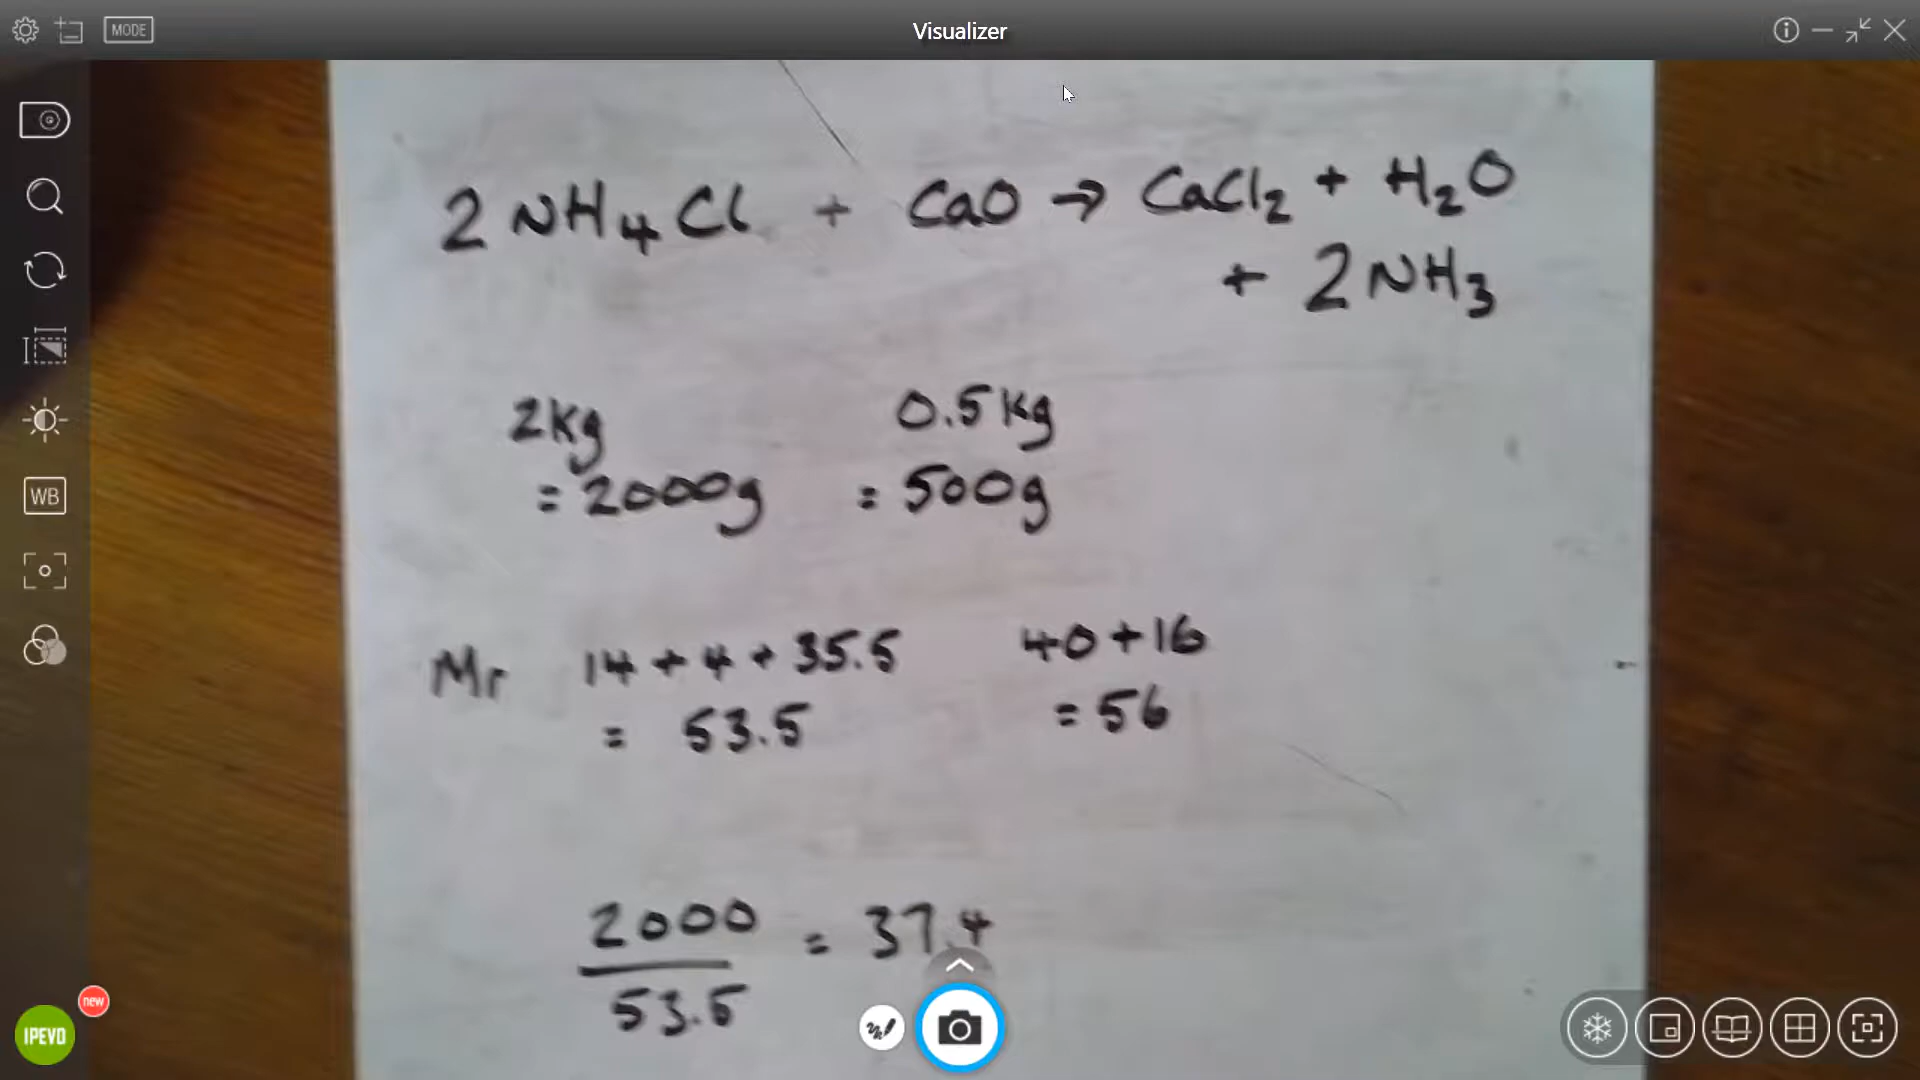 MODE
Visualizer
2 NH4Cl + CaO → CaCl2 + H2O
+ 2NH3
2kg 0.5kg
= 2000g = 500g
Mr 14 + 4 + 35.5 40 + 16
= 53.5 = 56
2000 = 37.4
53.5
WB
new
IPEVO